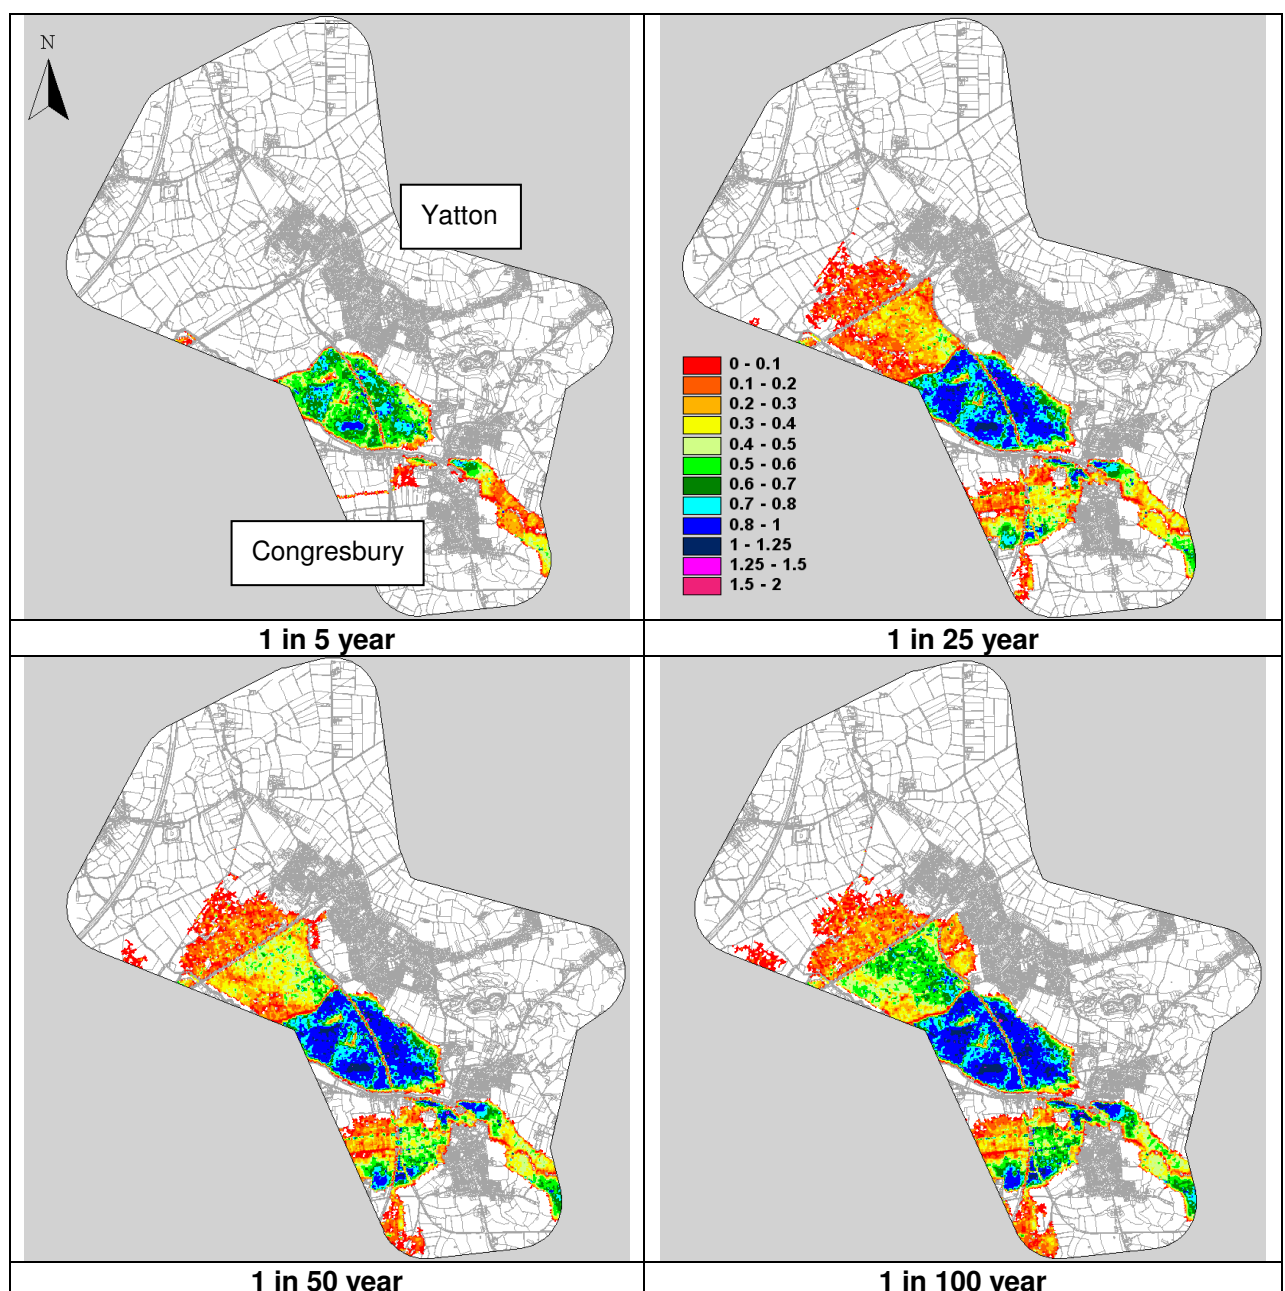 N
Yatton
Congresbury
0 - 0.1
0.1 - 0.2
0.2 - 0.3
0.3 - 0.4
0.4 - 0.5
0.5 - 0.6
0.6 - 0.7
0.7 - 0.8
0.8 - 1
1 - 1.25
1.25 - 1.5
1.5 - 2
1 in 5 year
1 in 25 year
1 in 50 year
1 in 100 year